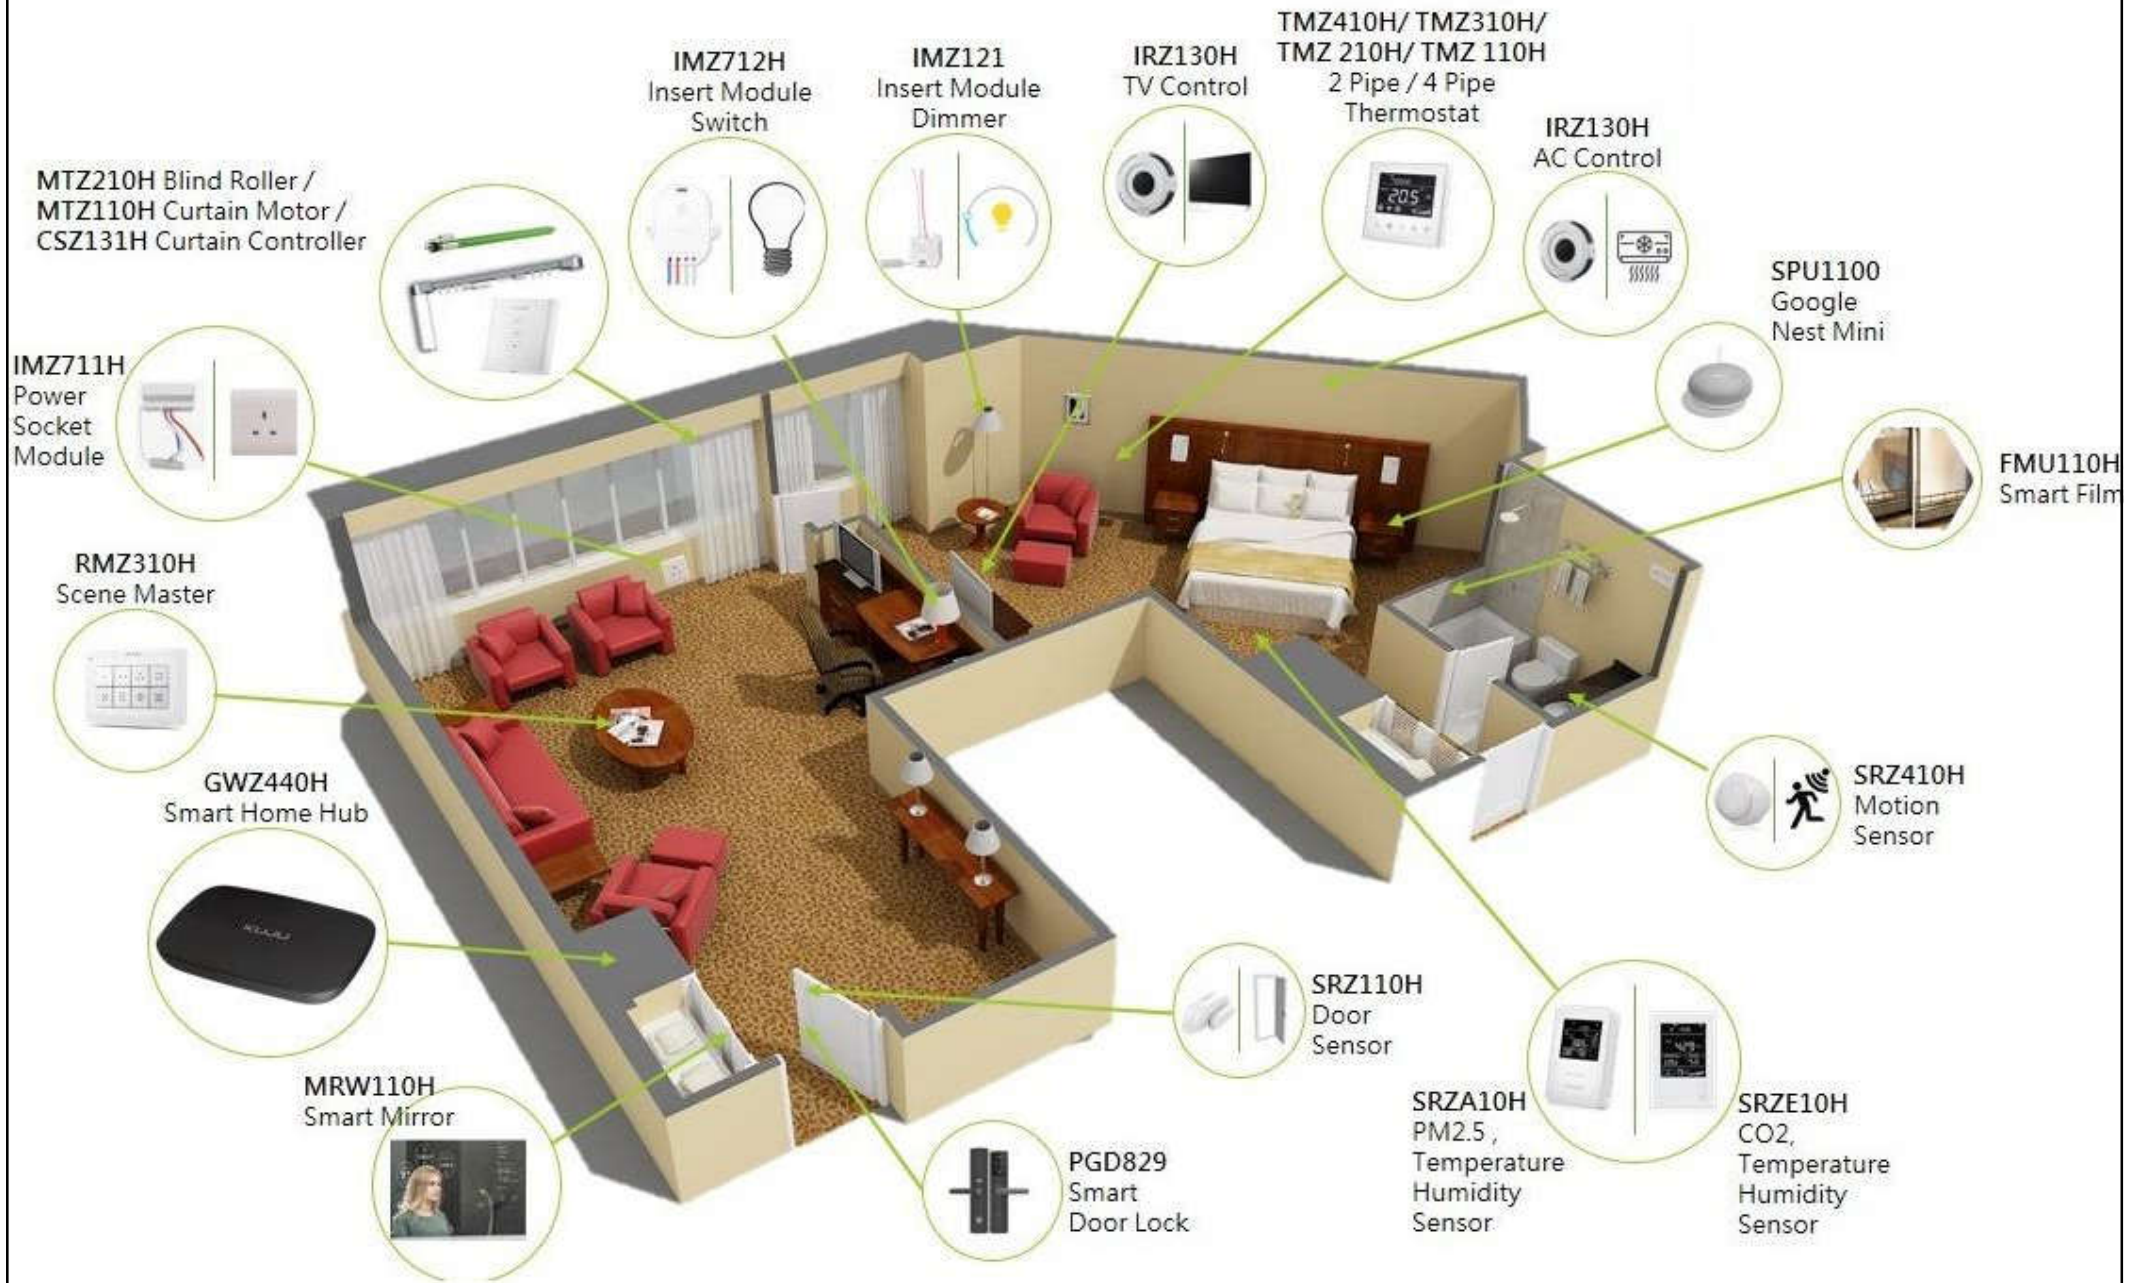 TMZ410H/ TMZ310H/
TMZ 210H/ TMZ 110H
2 Pipe / 4 Pipe
Thermostat
IMZ712H
Insert Module
Switch
IMZ121
Insert Module
Dimmer
IRZ130H
TV Control
IRZ130H
AC Control
MTZ210H Blind Roller /
MTZ110H Curtain Motor /
CSZ131H Curtain Controller
20.5
SPU1100
Google
Nest Mini
IMZ711H
Power
Socket
Module
FMU110H
Smart Film
RMZ310H
Scene Master
GWZ440H
Smart Home Hub
SRZ410H
Motion
Sensor
SRZ110H
Door
Sensor
MRW110H
Smart Mirror
PGD829
Smart
Door Lock
SRZA10H
PM2.5 ,
Temperature
Humidity
Sensor
SRZE10H
CO2,
Temperature
Humidity
Sensor